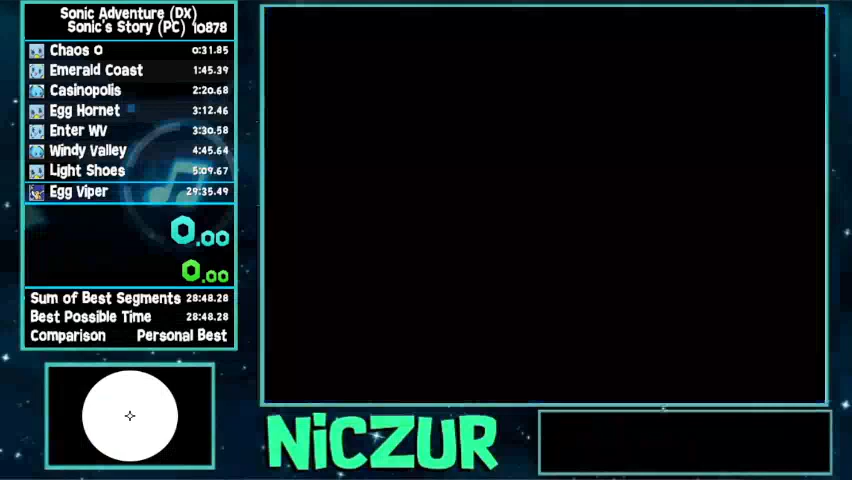 Sonic Adventure (DX)
Sonic's Story (PC) 10878
Chaos 0 0:31.85
Emerald Coast 1:45.39
Casinopolis 2:20.68
Egg Hornet 3:12.46
Enter WV 3:30.58
Windy Valley 4:45.64
Light Shoes 5:09.67
Egg Viper 29:35.49
0.00
0.00
Sum of Best Segments 28:48.28
Best Possible Time 28:48.28
Comparison Personal Best
NiCZUR